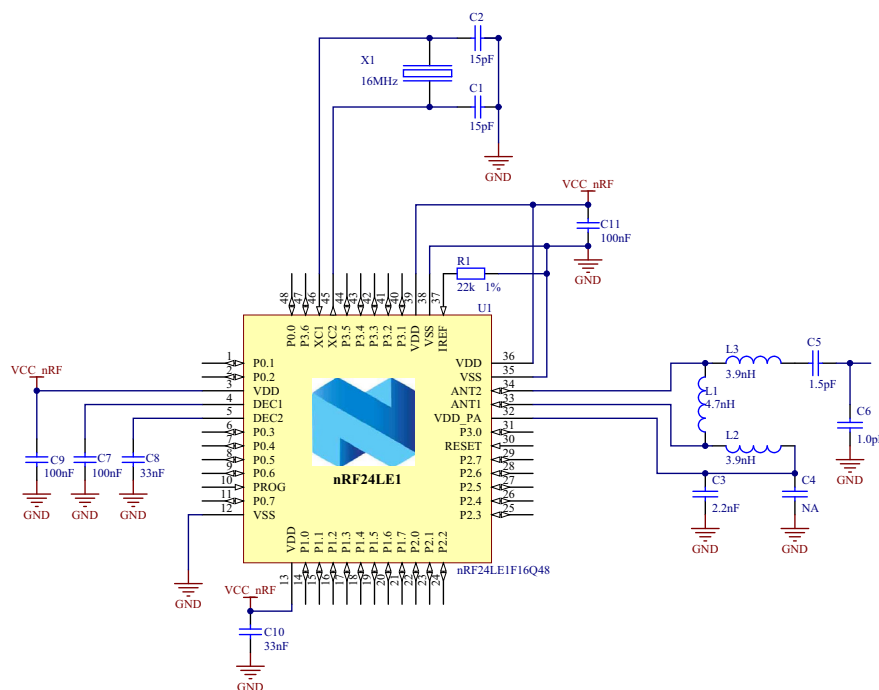 C2
15pF
X1
16MHz
C1
15pF
GND
VCC_nRF
C11
100nF
GND
R1
22k 1%
48 47 46 45 44 43 42 41 40 39 38 37
U1
P0.0 P3.6 XC1 XC2 P3.5 P3.4 P3.3 P3.2 P3.1 VDD VSS IREF
1 P0.1
2 P0.2
3 VDD
4 DEC1
5 DEC2
6 P0.3
7 P0.4
8 P0.5
9 P0.6
10 PROG
11 P0.7
12 VSS
VDD 36
VSS 35
ANT2 34
ANT1 33
VDD_PA 32
P3.0 31
RESET 30
P2.7 29
P2.6 28
P2.5 27
P2.4 26
P2.3 25
nRF24LE1
VDD P1.0 P1.1 P1.2 P1.3 P1.4 P1.5 P1.6 P1.7 P2.0 P2.1 P2.2
13 14 15 16 17 18 19 20 21 22 23 24
nRF24LE1F16Q48
VCC_nRF
C9
100nF
GND
C7
100nF
GND
C8
33nF
GND
GND
VCC_nRF
C10
33nF
GND
L3
3.9nH
C5
1.5pF
L1
4.7nH
C6
GND
L2
3.9nH
C3
2.2nF
GND
C4
NA
GND